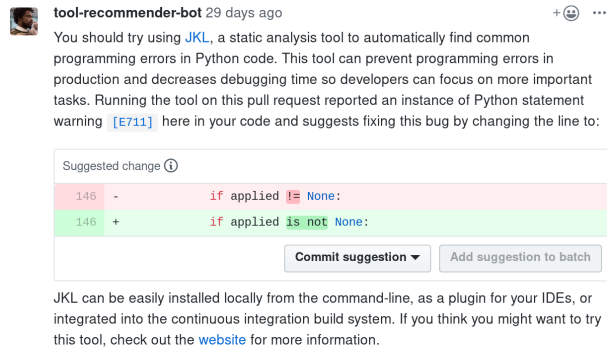 tool-recommender-bot 29 days ago
You should try using JKL, a static analysis tool to automatically find common
programming errors in Python code. This tool can prevent programming errors in
production and decreases debugging time so developers can focus on more important
tasks. Running the tool on this pull request reported an instance of Python statement
warning [E711] here in your code and suggests fixing this bug by changing the line to:
Suggested change
146 - if applied != None:
146 + if applied is not None:
Commit suggestion Add suggestion to batch
JKL can be easily installed locally from the command-line, as a plugin for your IDEs, or
integrated into the continuous integration build system. If you think you might want to try
this tool, check out the website for more information.